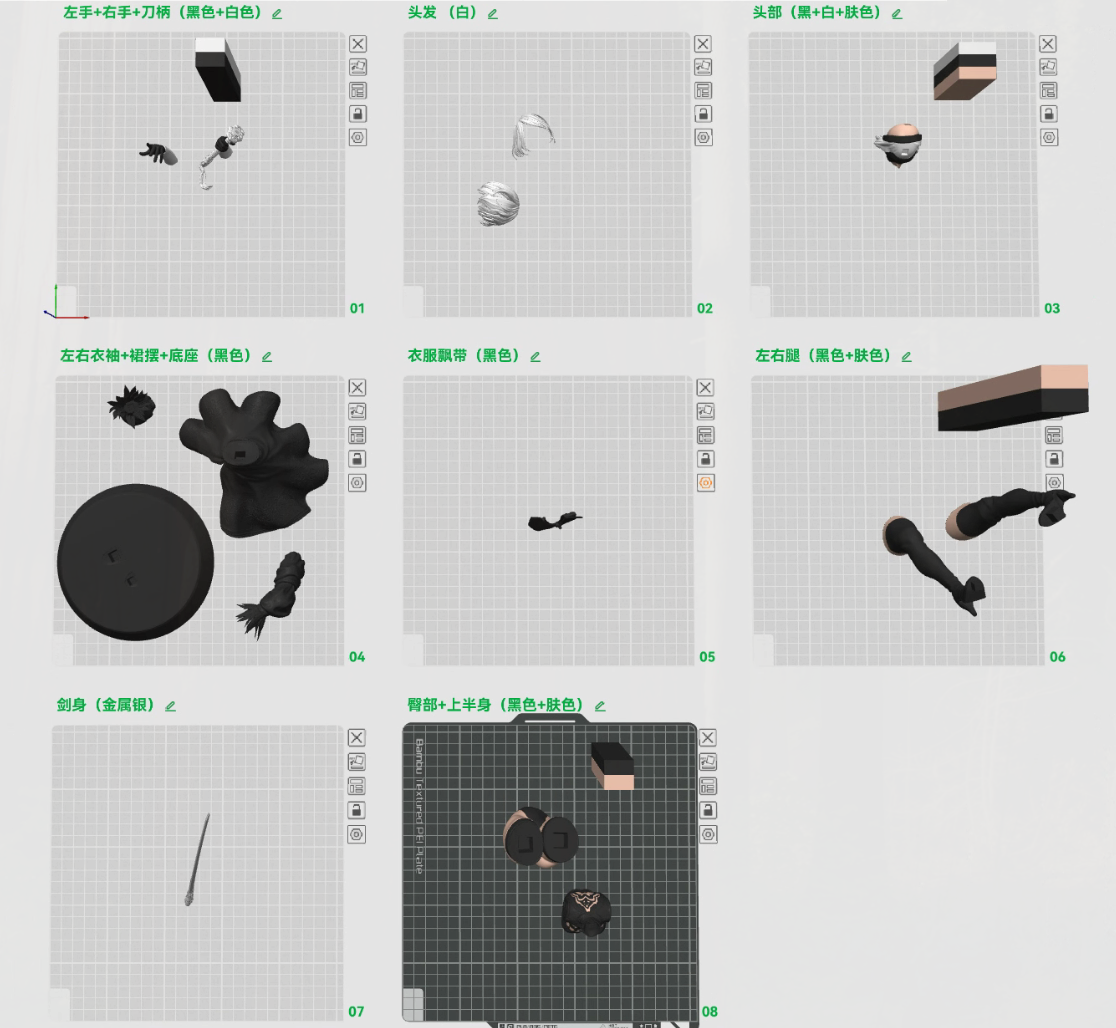 左手+右手+刀柄（黑色+白色）
头发 （白）
头部（黑+白+肤色）
01
02
03
左右衣袖+裙摆+底座（黑色）
衣服飘带（黑色）
左右腿（黑色+肤色）
04
05
06
剑身（金属银）
臀部+上半身（黑色+肤色）
Bambu Textured PEI Plate
07
08